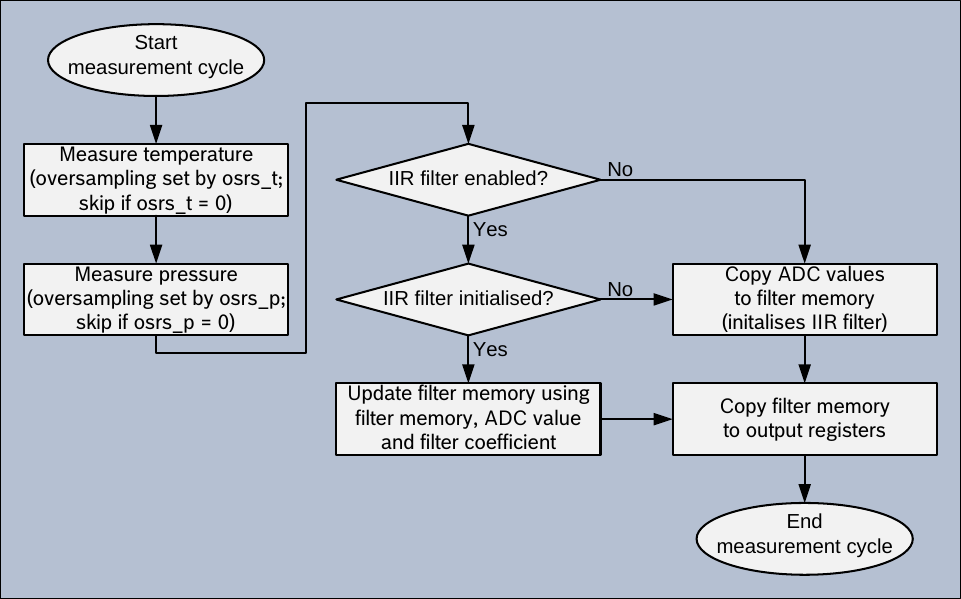 Start
measurement cycle
Measure temperature
(oversampling set by osrs_t;
skip if osrs_t = 0)
Measure pressure
(oversampling set by osrs_p;
skip if osrs_p = 0)
IIR filter enabled?
No
Yes
IIR filter initialised?
No
Yes
Update filter memory using
filter memory, ADC value
and filter coefficient
Copy ADC values
to filter memory
(initalises IIR filter)
Copy filter memory
to output registers
End
measurement cycle